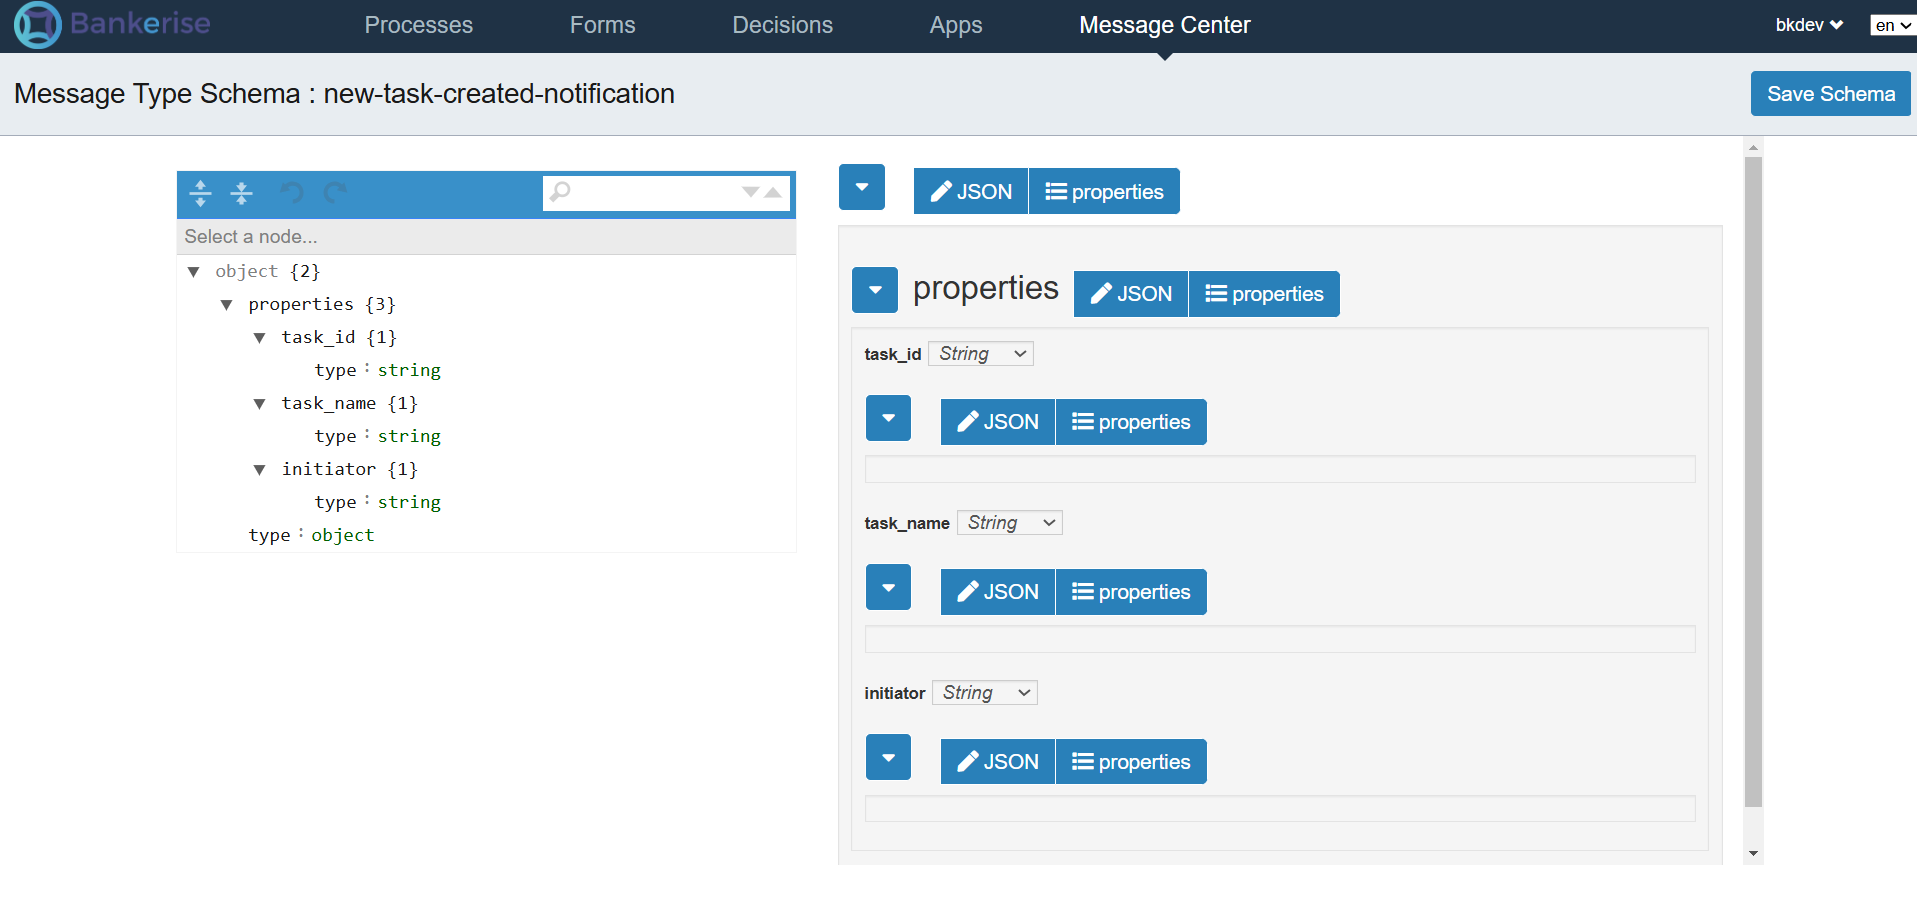 Bankerise Processes Forms Decisions Apps Message Center bkdev en
Message Type Schema : new-task-created-notification Save Schema
Select a node...
object {2}
properties {3}
task_id {1}
type : string
task_name {1}
type : string
initiator {1}
type : string
type : object
JSON properties
properties JSON properties
task_id String
JSON properties
task_name String
JSON properties
initiator String
JSON properties